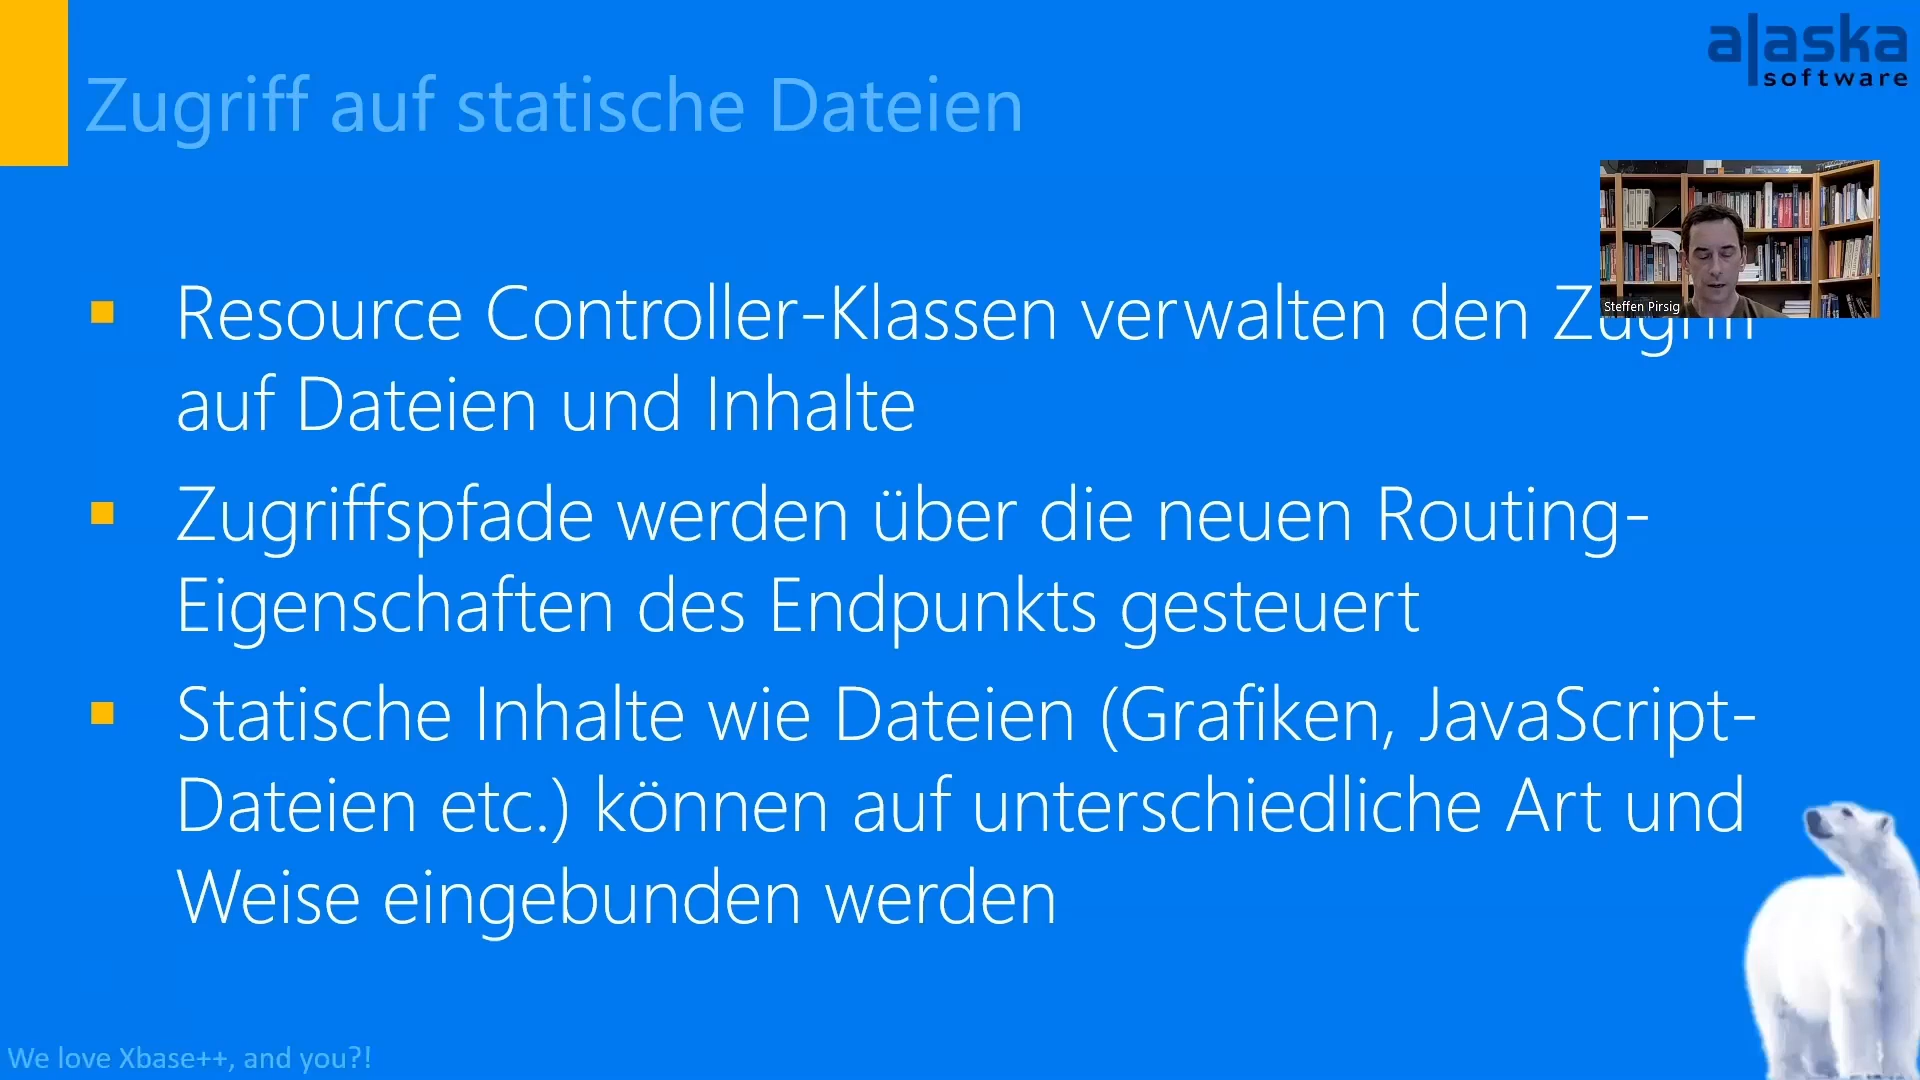 alaska
software
Zugriff auf statische Dateien
Steffen Pirsig
Resource Controller-Klassen verwalten den Zugriff
auf Dateien und Inhalte
Zugriffspfade werden über die neuen Routing-
Eigenschaften des Endpunkts gesteuert
Statische Inhalte wie Dateien (Grafiken, JavaScript-
Dateien etc.) können auf unterschiedliche Art und
Weise eingebunden werden
We love Xbase++, and you?!